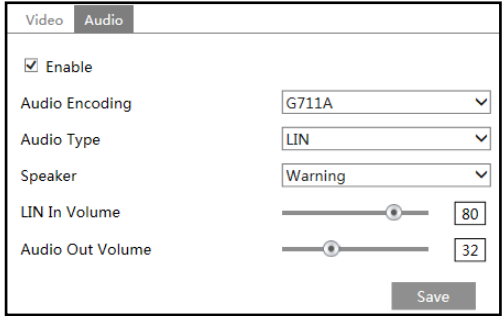 Video Audio
Enable
Audio Encoding G711A
Audio Type LIN
Speaker Warning
LIN In Volume 80
Audio Out Volume 32
Save